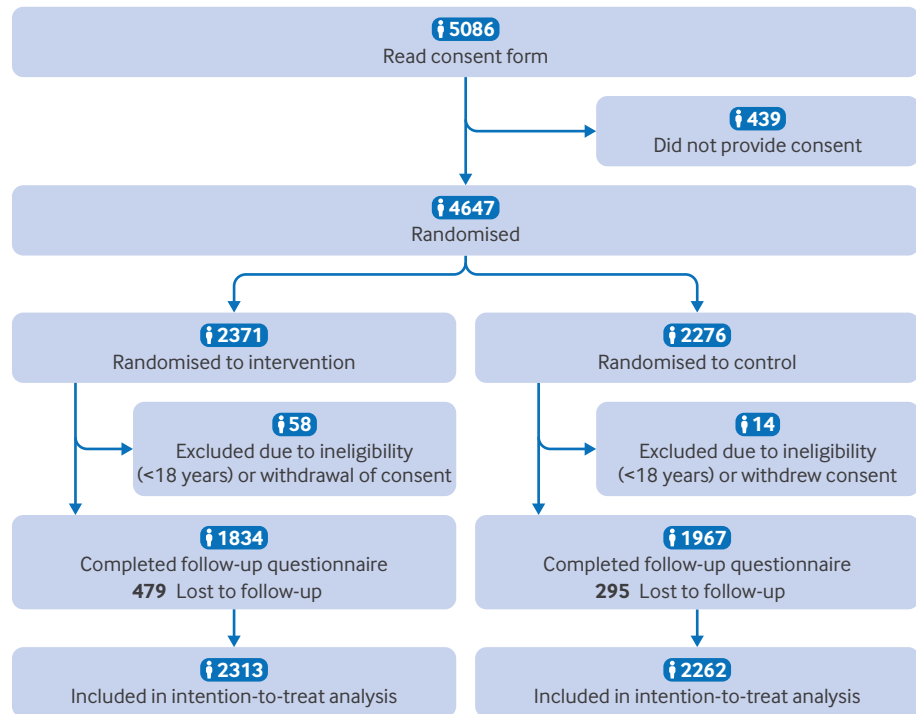 5086
Read consent form
439
Did not provide consent
4647
Randomised
2371
Randomised to intervention
2276
Randomised to control
58
Excluded due to ineligibility
(<18 years) or withdrawal of consent
14
Excluded due to ineligibility
(<18 years) or withdrew consent
1834
Completed follow-up questionnaire
479 Lost to follow-up
1967
Completed follow-up questionnaire
295 Lost to follow-up
2313
Included in intention-to-treat analysis
2262
Included in intention-to-treat analysis